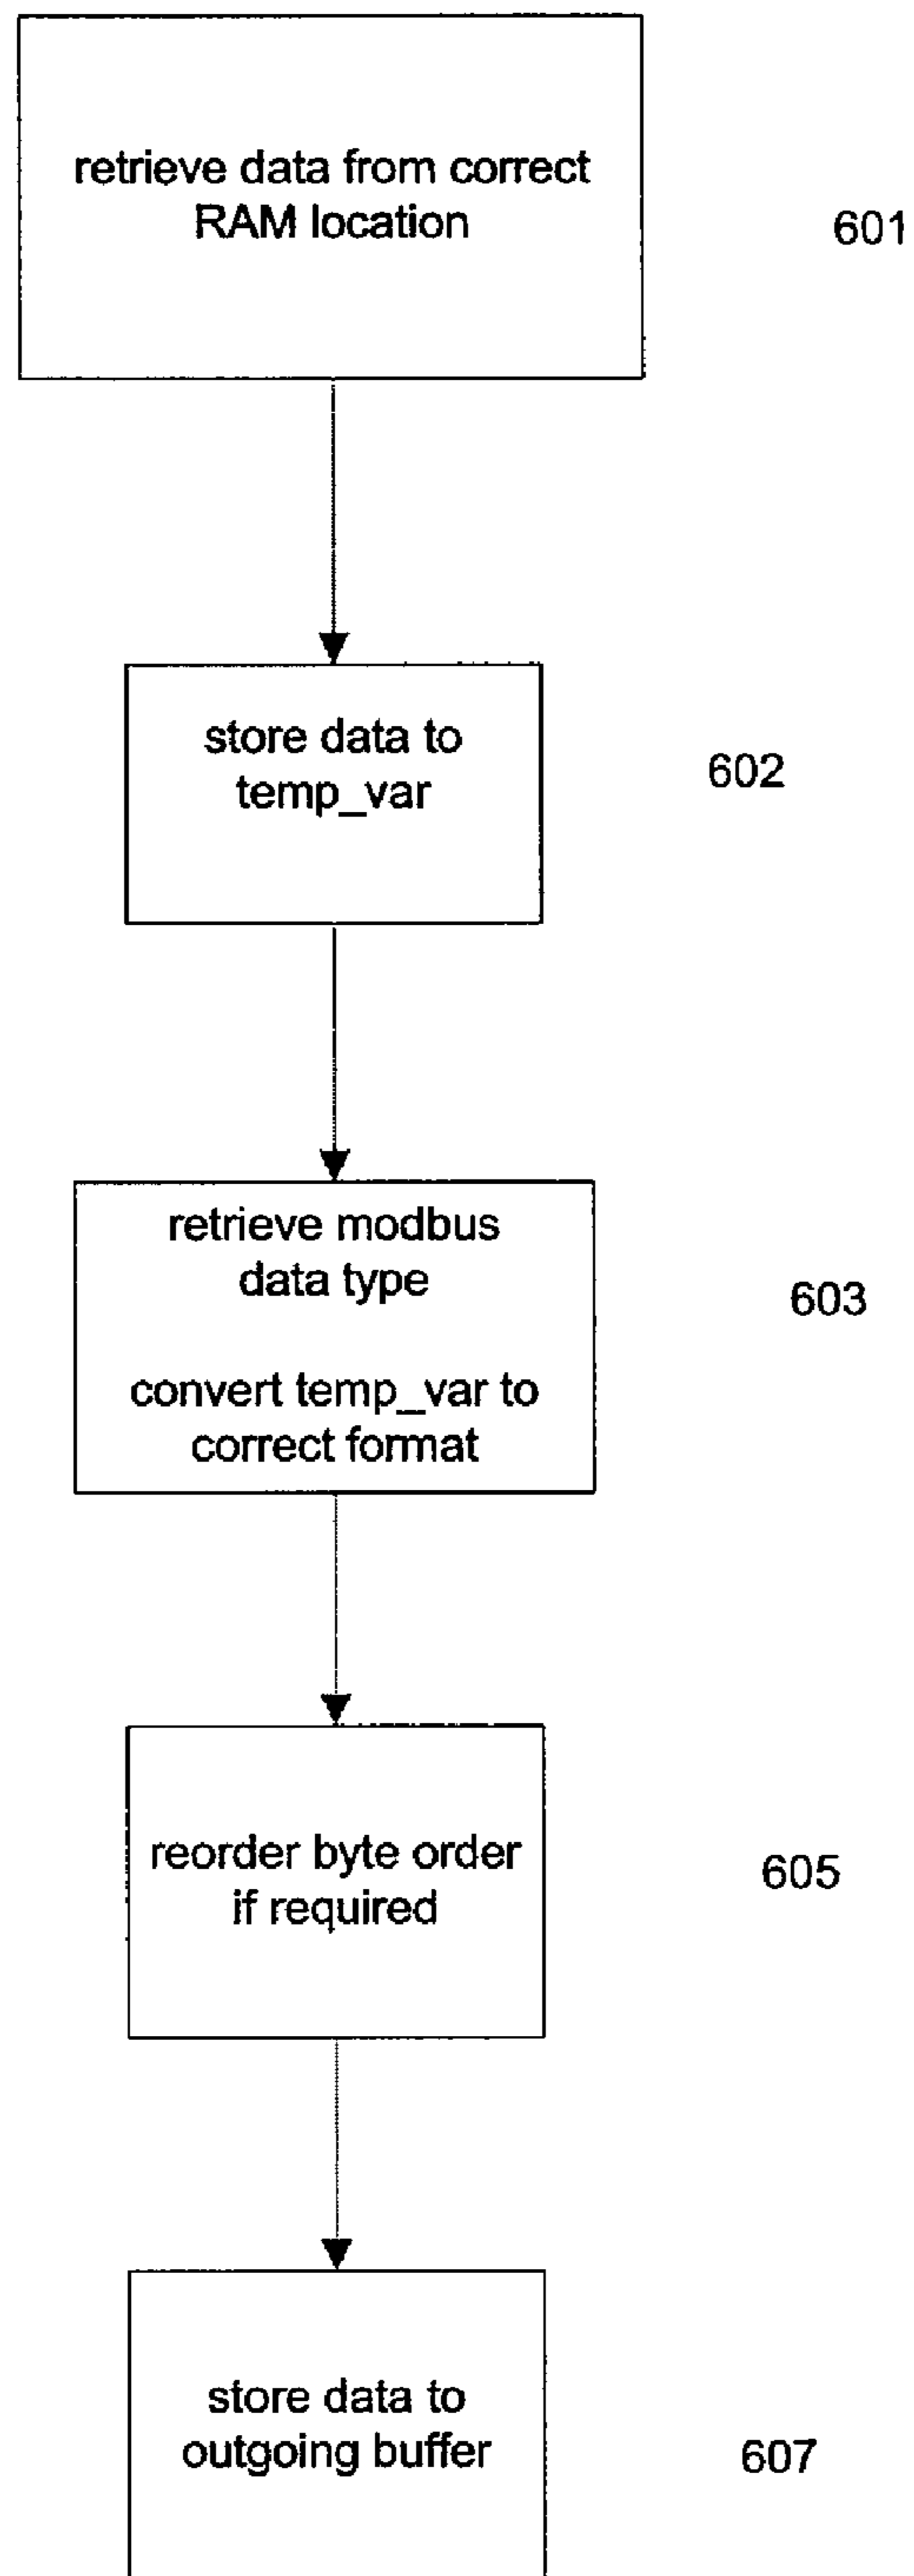 retrieve data from correct
RAM location
601
store data to
temp_var
602
retrieve modbus
data type
convert temp_var to
correct format
603
reorder byte order
if required
605
store data to
outgoing buffer
607